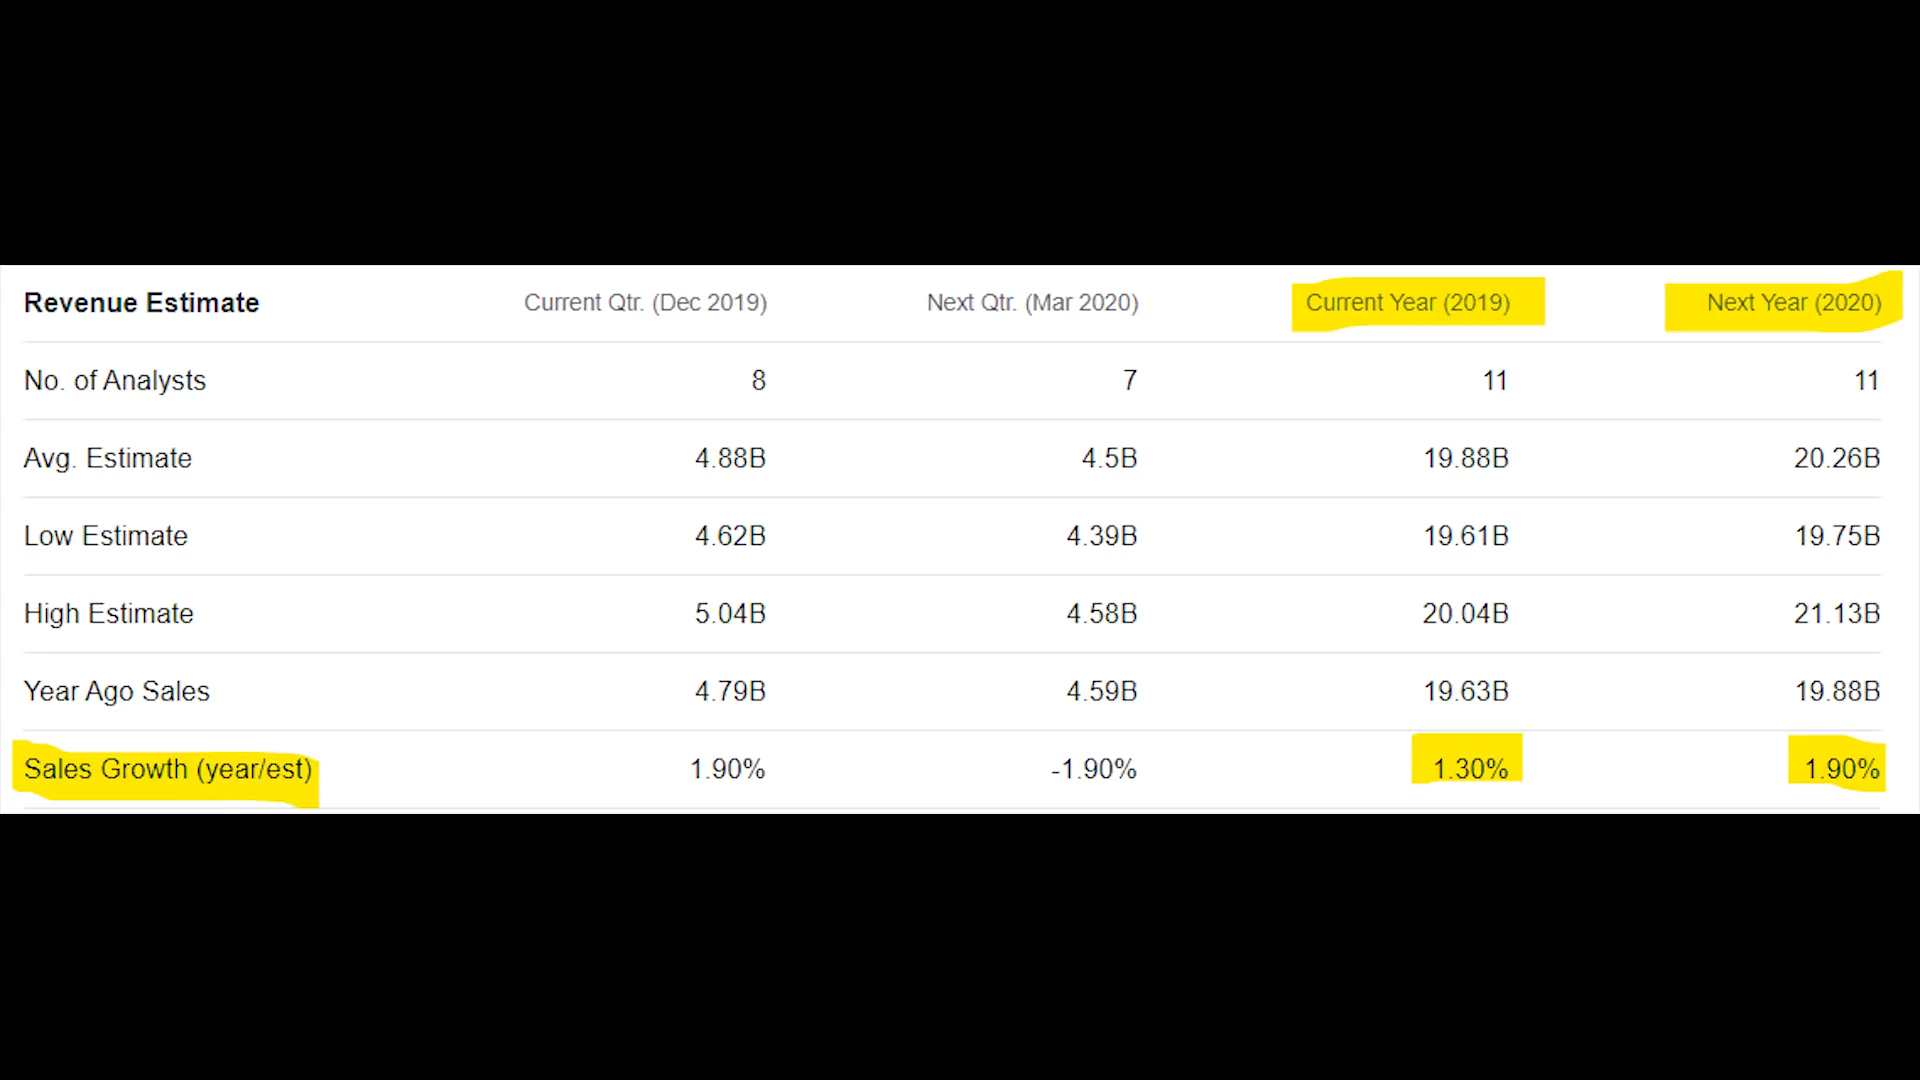 Revenue Estimate Current Qtr. (Dec 2019) Next Qtr. (Mar 2020) Current Year (2019) Next Year (2020)
No. of Analysts 8 7 11 11
Avg. Estimate 4.88B 4.5B 19.88B 20.26B
Low Estimate 4.62B 4.39B 19.61B 19.75B
High Estimate 5.04B 4.58B 20.04B 21.13B
Year Ago Sales 4.79B 4.59B 19.63B 19.88B
Sales Growth (year/est) 1.90% -1.90% 1.30% 1.90%